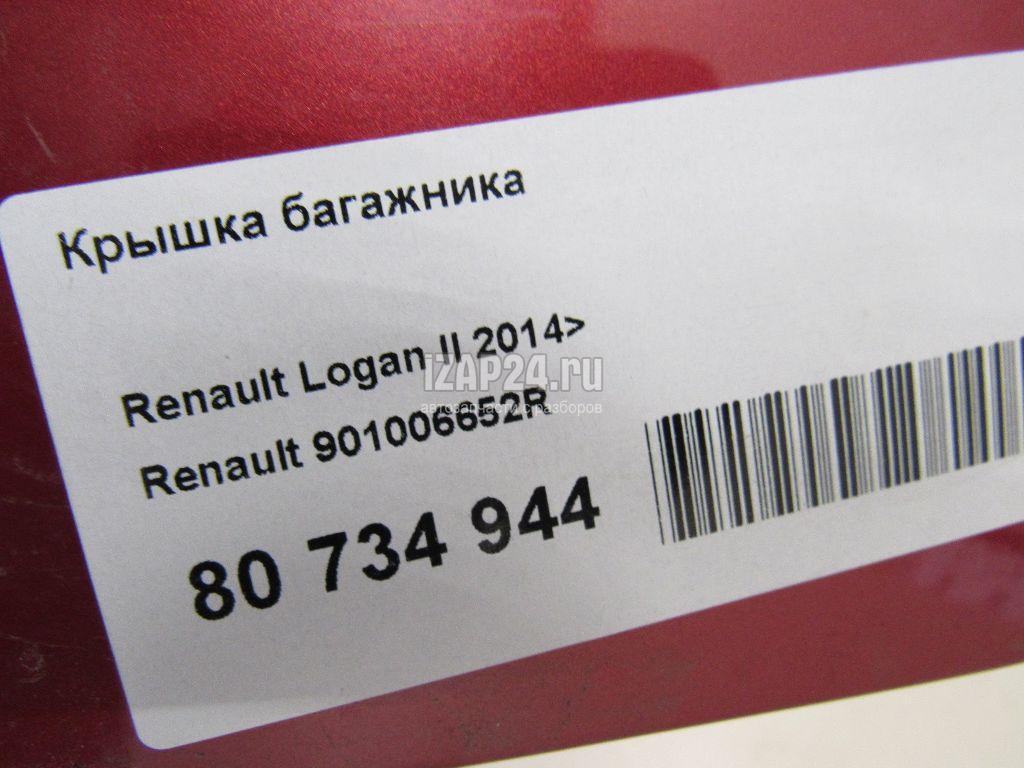 Крышка багажника
Renault Logan II 2014>
iZAP24.ru
автозапчасти с разборов
Renault 901006652R
80 734 944